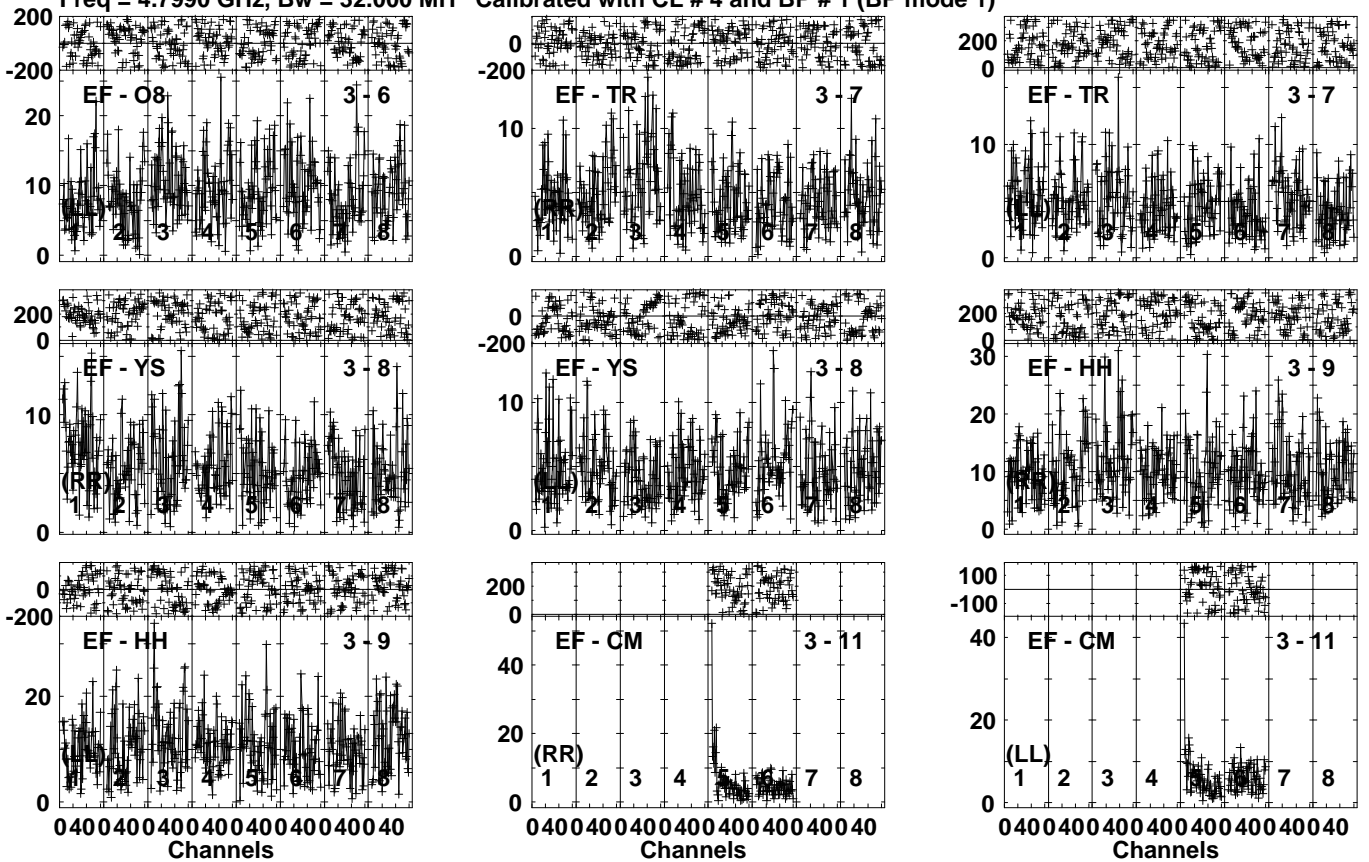 Freq = 4.7990 GHz, Bw = 32.000 MH Calibrated with CL # 4 and BP # 1 (BP mode 1)
200 0 -200
EF - O8 3 - 6
20 10 0
(LL)
1 2 3 4 5 6 7 8
200 0 -200
EF - TR 3 - 7
10 0
(RR)
1 2 3 4 5 6 7 8
200 0
EF - TR 3 - 7
10 0
(LL)
1 2 3 4 5 6 7 8
200 0
EF - YS 3 - 8
10 0
(RR)
1 2 3 4 5 6 7 8
0 -200
EF - YS 3 - 8
10 0
(LL)
1 2 3 4 5 6 7 8
200 0
EF - HH 3 - 9
30 20 10 0
(RR)
1 2 3 4 5 6 7 8
0 -200
EF - HH 3 - 9
20 0
(LL)
1 2 3 4 5 6 7 8
200 0
EF - CM 3 - 11
40 20 0
(RR)
1 2 3 4 5 6 7 8
100 -100
EF - CM 3 - 11
40 20 0
(LL)
1 2 3 4 5 6 7 8
0 40 0 40 0 40 0 40 0 40 0 40 0 40 0 40
Channels
0 40 0 40 0 40 0 40 0 40 0 40 0 40 0 40
Channels
0 40 0 40 0 40 0 40 0 40 0 40 0 40 0 40
Channels